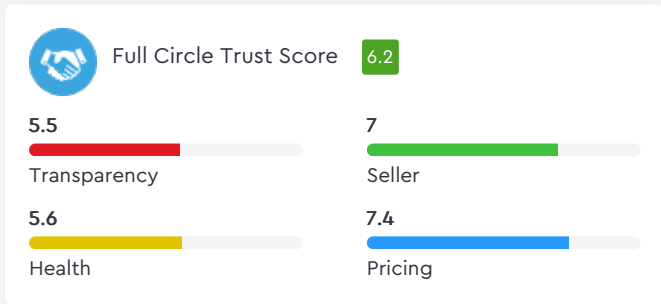 Full Circle Trust Score 6.2
5.5
Transparency
7
Seller
5.6
Health
7.4
Pricing